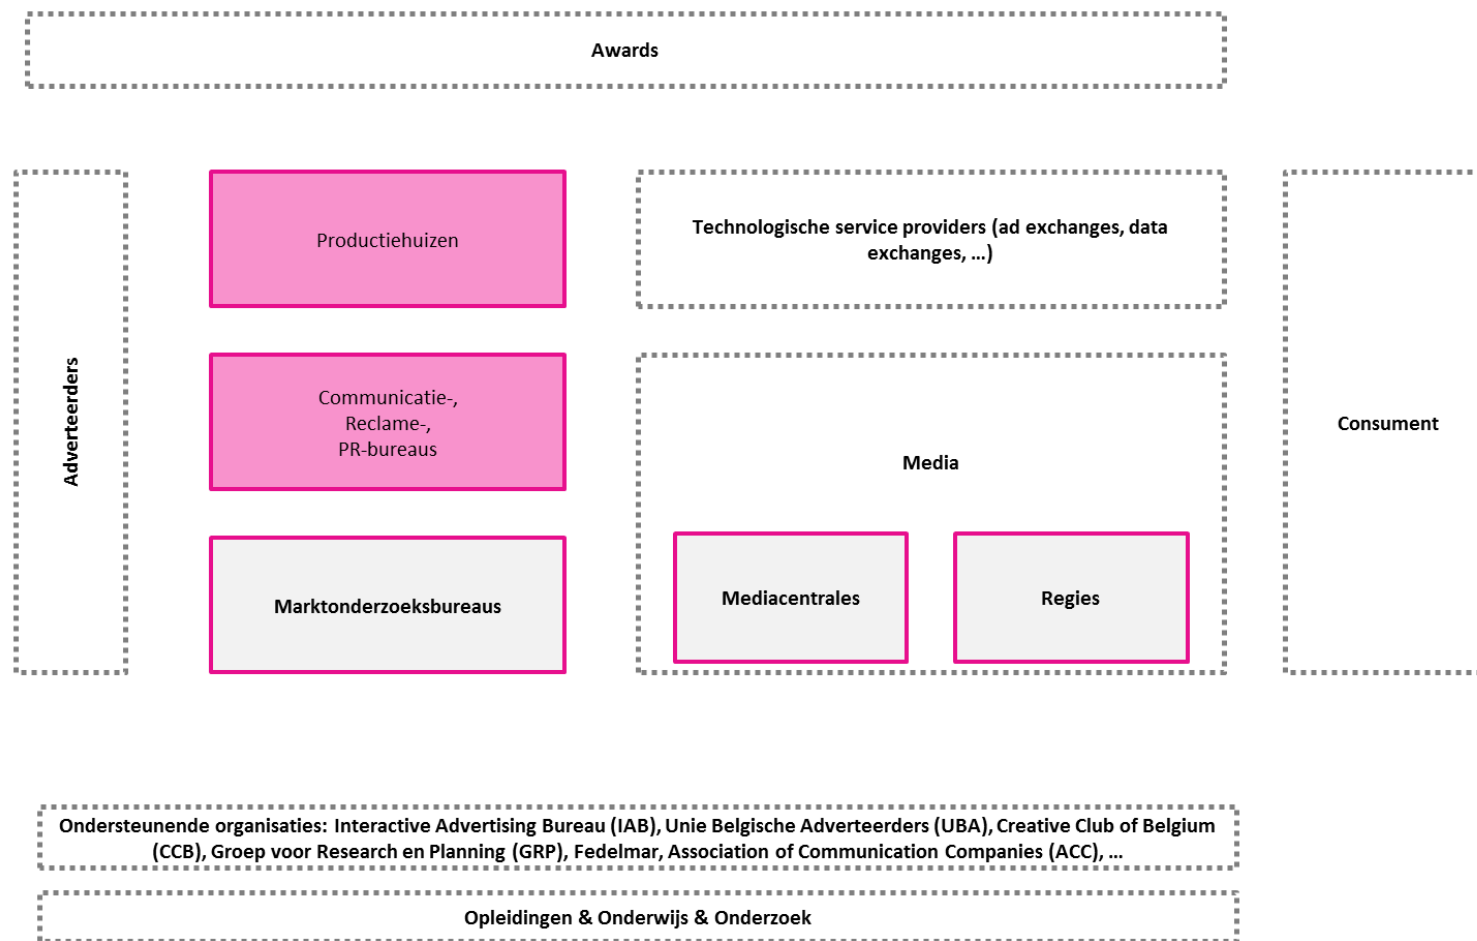 Awards
Adverteerders
Productiehuizen
Technologische service providers (ad exchanges, data
exchanges, ...)
Communicatie-,
Reclame-,
PR-bureaus
Media
Consument
Marktonderzoeksbureaus
Mediacentrales
Regies
Ondersteunende organisaties: Interactive Advertising Bureau (IAB), Unie Belgische Adverteerders (UBA), Creative Club of Belgium
(CCB), Groep voor Research en Planning (GRP), Fedelmar, Association of Communication Companies (ACC), ...
Opleidingen & Onderwijs & Onderzoek